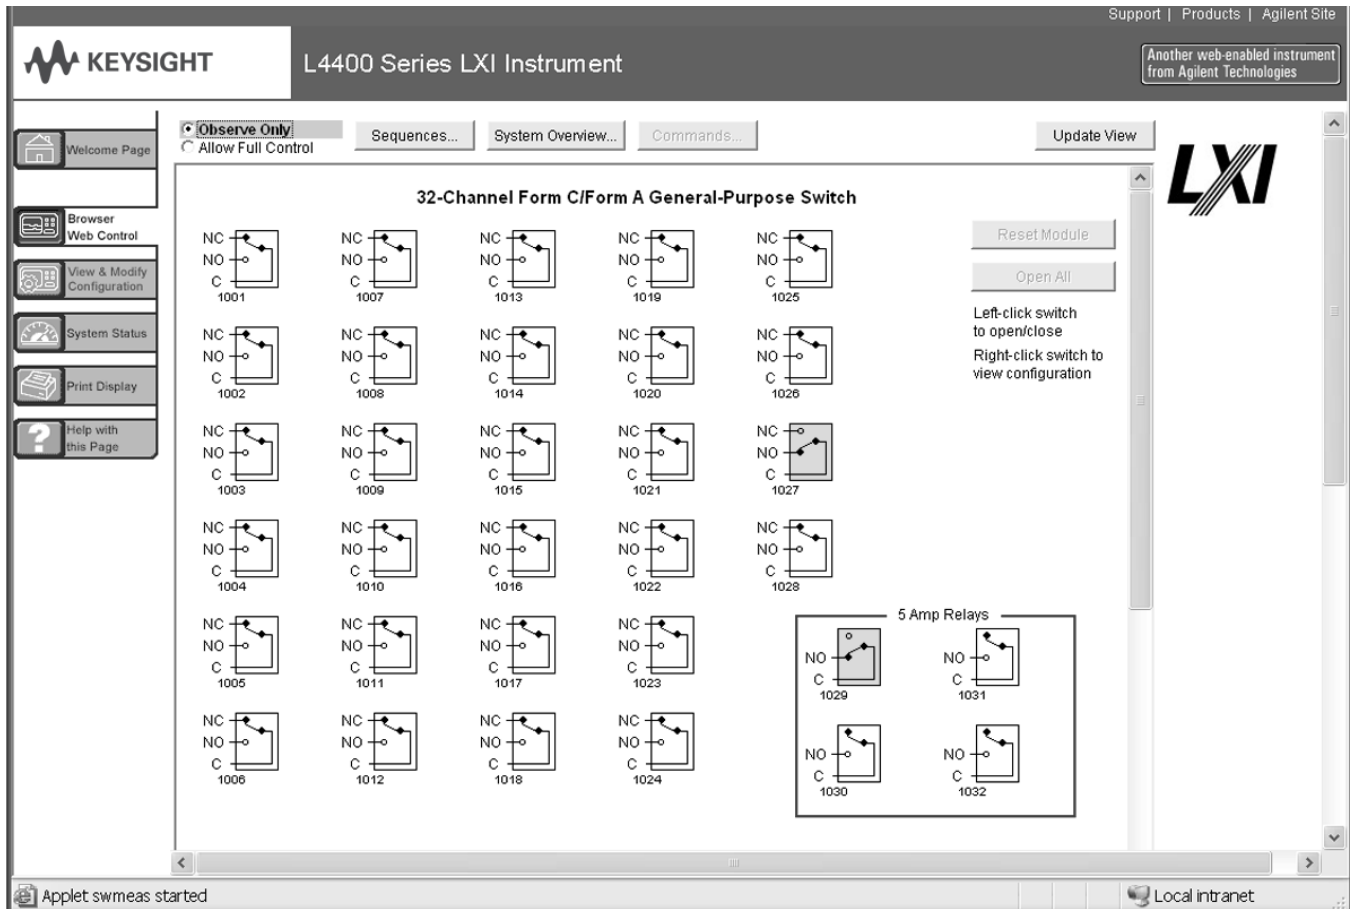 Support | Products | Agilent Site
KEYSIGHT
L4400 Series LXI Instrument
Another web-enabled instrument
from Agilent Technologies
Welcome Page
Browser
Web Control
View & Modify
Configuration
System Status
Print Display
Help with
this Page
Observe Only
Allow Full Control
Sequences...
System Overview...
Commands...
Update View
LXI
32-Channel Form C/Form A General-Purpose Switch
Reset Module
Open All
Left-click switch
to open/close
Right-click switch to
view configuration
NC NC NC NC NC
NO NO NO NO NO
C C C C C
1001 1007 1013 1019 1025
NC NC NC NC NC
NO NO NO NO NO
C C C C C
1002 1008 1014 1020 1026
NC NC NC NC NC
NO NO NO NO NO
C C C C C
1003 1009 1015 1021 1027
NC NC NC NC NC
NO NO NO NO NO
C C C C C
1004 1010 1016 1022 1028
NC NC NC NC
NO NO NO NO
C C C C
1005 1011 1017 1023
NC NC NC NC
NO NO NO NO
C C C C
1006 1012 1018 1024
5 Amp Relays
NO NO
C C
1029 1031
NO NO
C C
1030 1032
Applet swmeas started
Local intranet